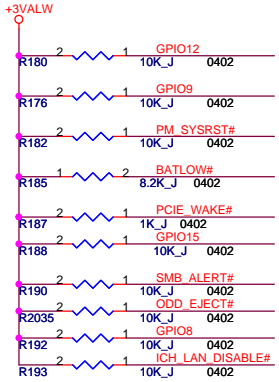 +3VALW
2 1 GPIO12
R180 10K_J 0402
2 1 GPIO9
R176 10K_J 0402
2 1 PM_SYSRST#
R182 10K_J 0402
1 2 BATLOW#
R185 8.2K_J 0402
2 1 PCIE_WAKE#
R187 1K_J 0402
2 1 GPIO15
R188 10K_J 0402
2 1 SMB_ALERT#
R190 10K_J 0402
2 1 ODD_EJECT#
R2035 10K_J 0402
2 1 GPIO8
R192 10K_J 0402
2 1 ICH_LAN_DISABLE#
R193 10K_J 0402